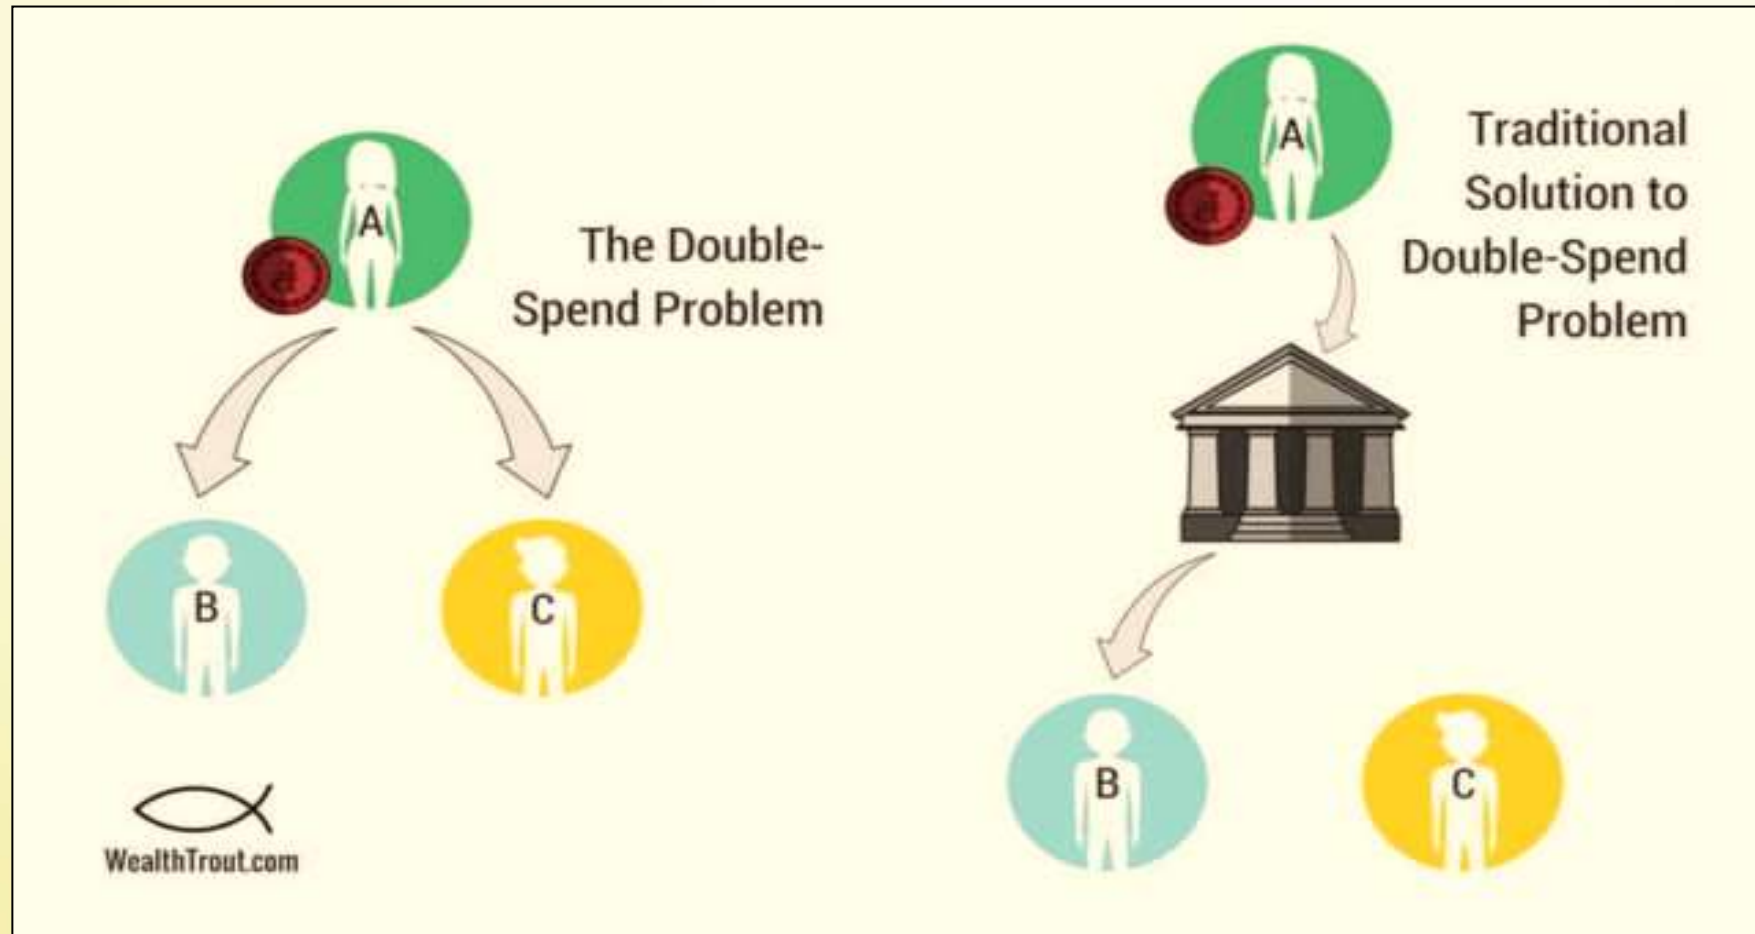 A
The Double-
Spend Problem
B
C
WealthTrout.com
A
Traditional
Solution to
Double-Spend
Problem
B
C